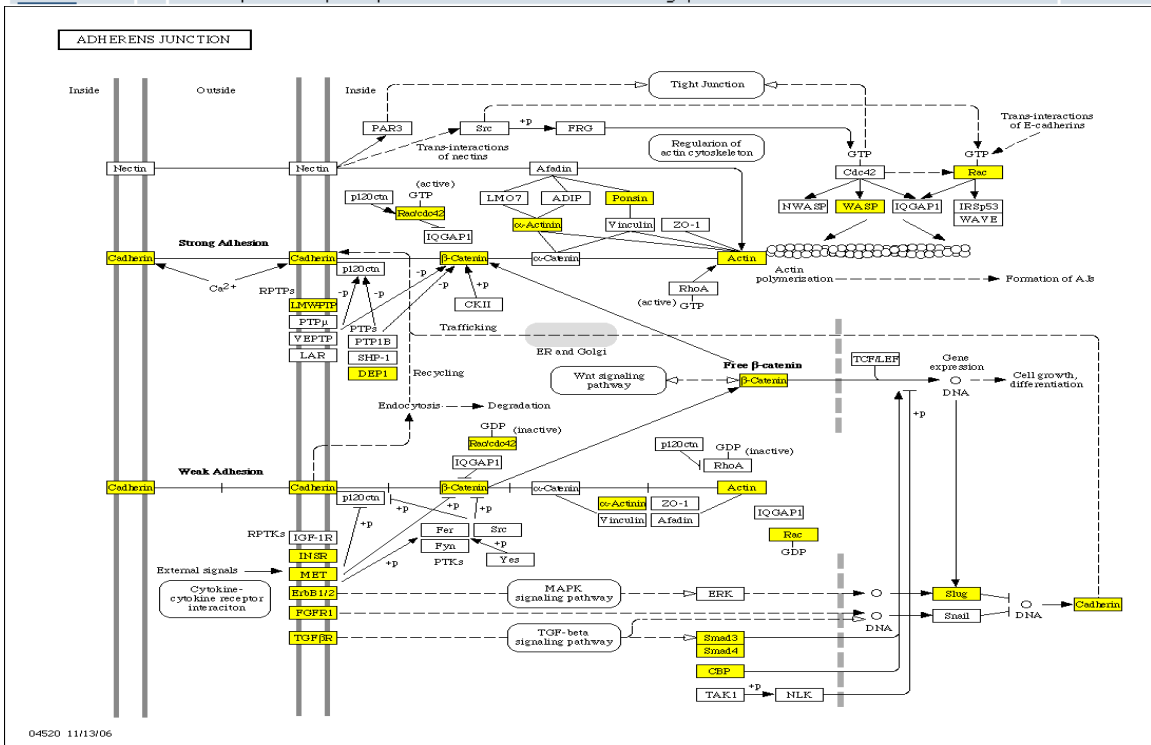 ADHERENS JUNCTION
Inside
Outside
Inside
Tight Junction
PAR3
Src
+p
FRG
Trans-interactions
of nectins
Regularion of
actin cytoskeleton
Trans-interactions
of E-cadherins
GTP
GTP
Nectin
Nectin
Afadin
Cdc42
Rac
(active)
GTP
p120ctn
Rac/cdc42
IQGAP1
LMO7
ADIP
Ponsin
α-Actinin
Vinculin
ZO-1
NWASP
WASP
IQGAP1
IRSp53
WAVE
Strong Adhesion
Cadherin
Cadherin
p120ctn
β-Catenin
α-Catenin
Actin
Actin
polymerization
Formation of AJs
Ca2+
RPTPs
-p
-p
-p
-p
+p
CKII
RhoA
(active)
GTP
LMWPTP
PTPμ
VEPTP
LAR
PTPs
PTP1B
SHP-1
DEP1
Trafficking
ER and Golgi
Recycling
Wnt signaling
pathway
Free β-catenin
β-Catenin
TCF/LEF
Gene
expression
DNA
Cell growth,
differentiation
+p
Endocytosis
Degradation
GDP
(inactive)
Rac/cdc42
IQGAP1
p120ctn
GDP
(inactive)
RhoA
Weak Adhesion
Cadherin
Cadherin
p120ctn
β-Catenin
α-Catenin
Actin
α-Actinin
ZO-1
Vinculin
Afadin
IQGAP1
Rac
GDP
+p
+p
+p
+p
+p
Fer
Src
Fyn
PTKs
Yes
RPTKs
IGF-1R
INSR
MET
ErbB1/2
FGFR1
TGFβR
External signals
Cytokine-
cytokine receptor
interaciton
MAPK
signaling pathway
ERK
TGF-beta
signaling pathway
Smad3
Smad4
CBP
TAK1
+p
NLK
DNA
Slug
Snail
DNA
Cadherin
04520 11/13/06